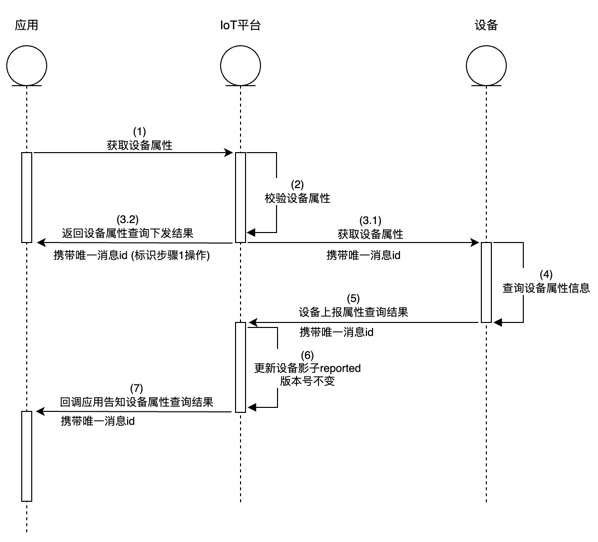 应用
IoT平台
设备
(1)
获取设备属性
(2)
校验设备属性
(3.2)
返回设备属性查询下发结果
携带唯一消息id (标识步骤1操作)
(3.1)
获取设备属性
携带唯一消息id
(4)
查询设备属性信息
(5)
设备上报属性查询结果
携带唯一消息id
(6)
更新设备影子reported
版本号不变
(7)
回调应用告知设备属性查询结果
携带唯一消息id